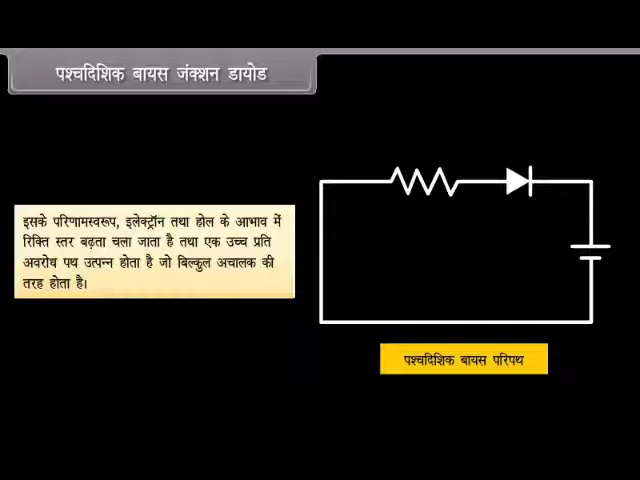 पश्चदिशिक बायस जंक्शन डायोड
इसके परिणामस्वरूप, इलेक्ट्रॉन तथा होल के आभाव में
रिक्ति स्तर बढ़ता चला जाता है तथा एक उच्च प्रति
अवरोध पथ उत्पन्न होता है जो बिल्कुल अचालक की
तरह होता है।
पश्चदिशिक बायस परिपथ